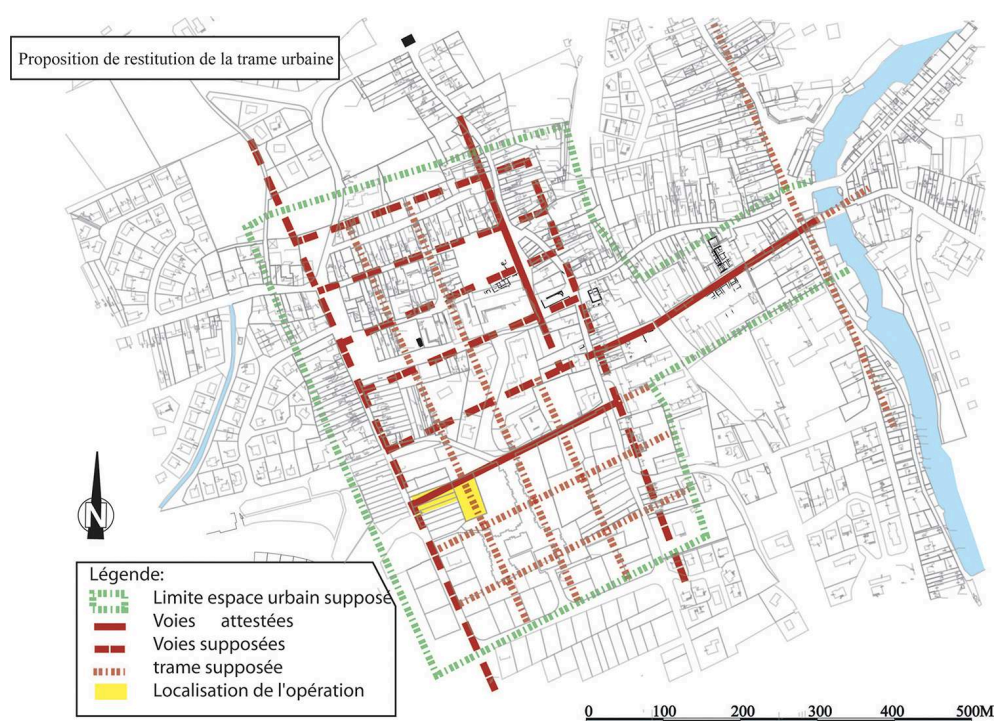 Proposition de restitution de la trame urbaine
N
Légende:
Limite espace urbain supposé
Voies attestées
Voies supposées
trame supposée
Localisation de l'opération
0 100 200 300 400 500M